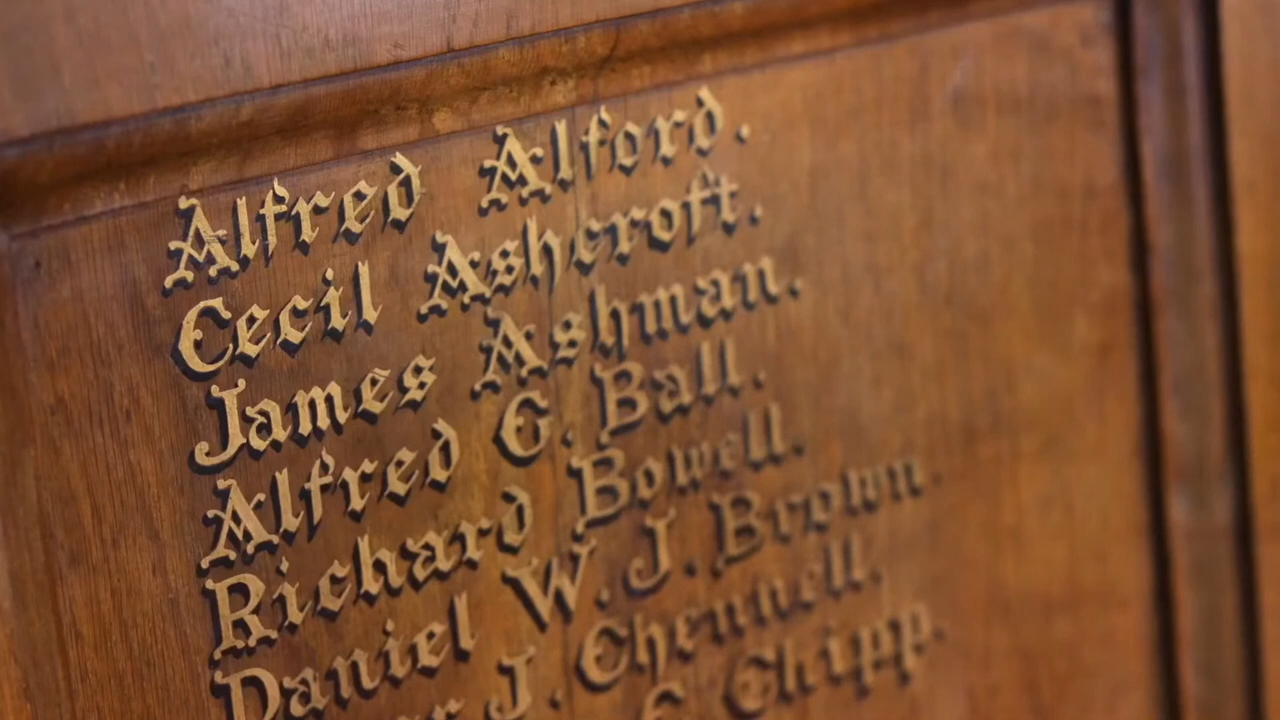 Alfred Alford.
Cecil Ashcroft.
James Ashman.
Alfred G. Ball.
Richard Bowell.
Daniel W. J. Brown.
J. Chennell.
Chipp.